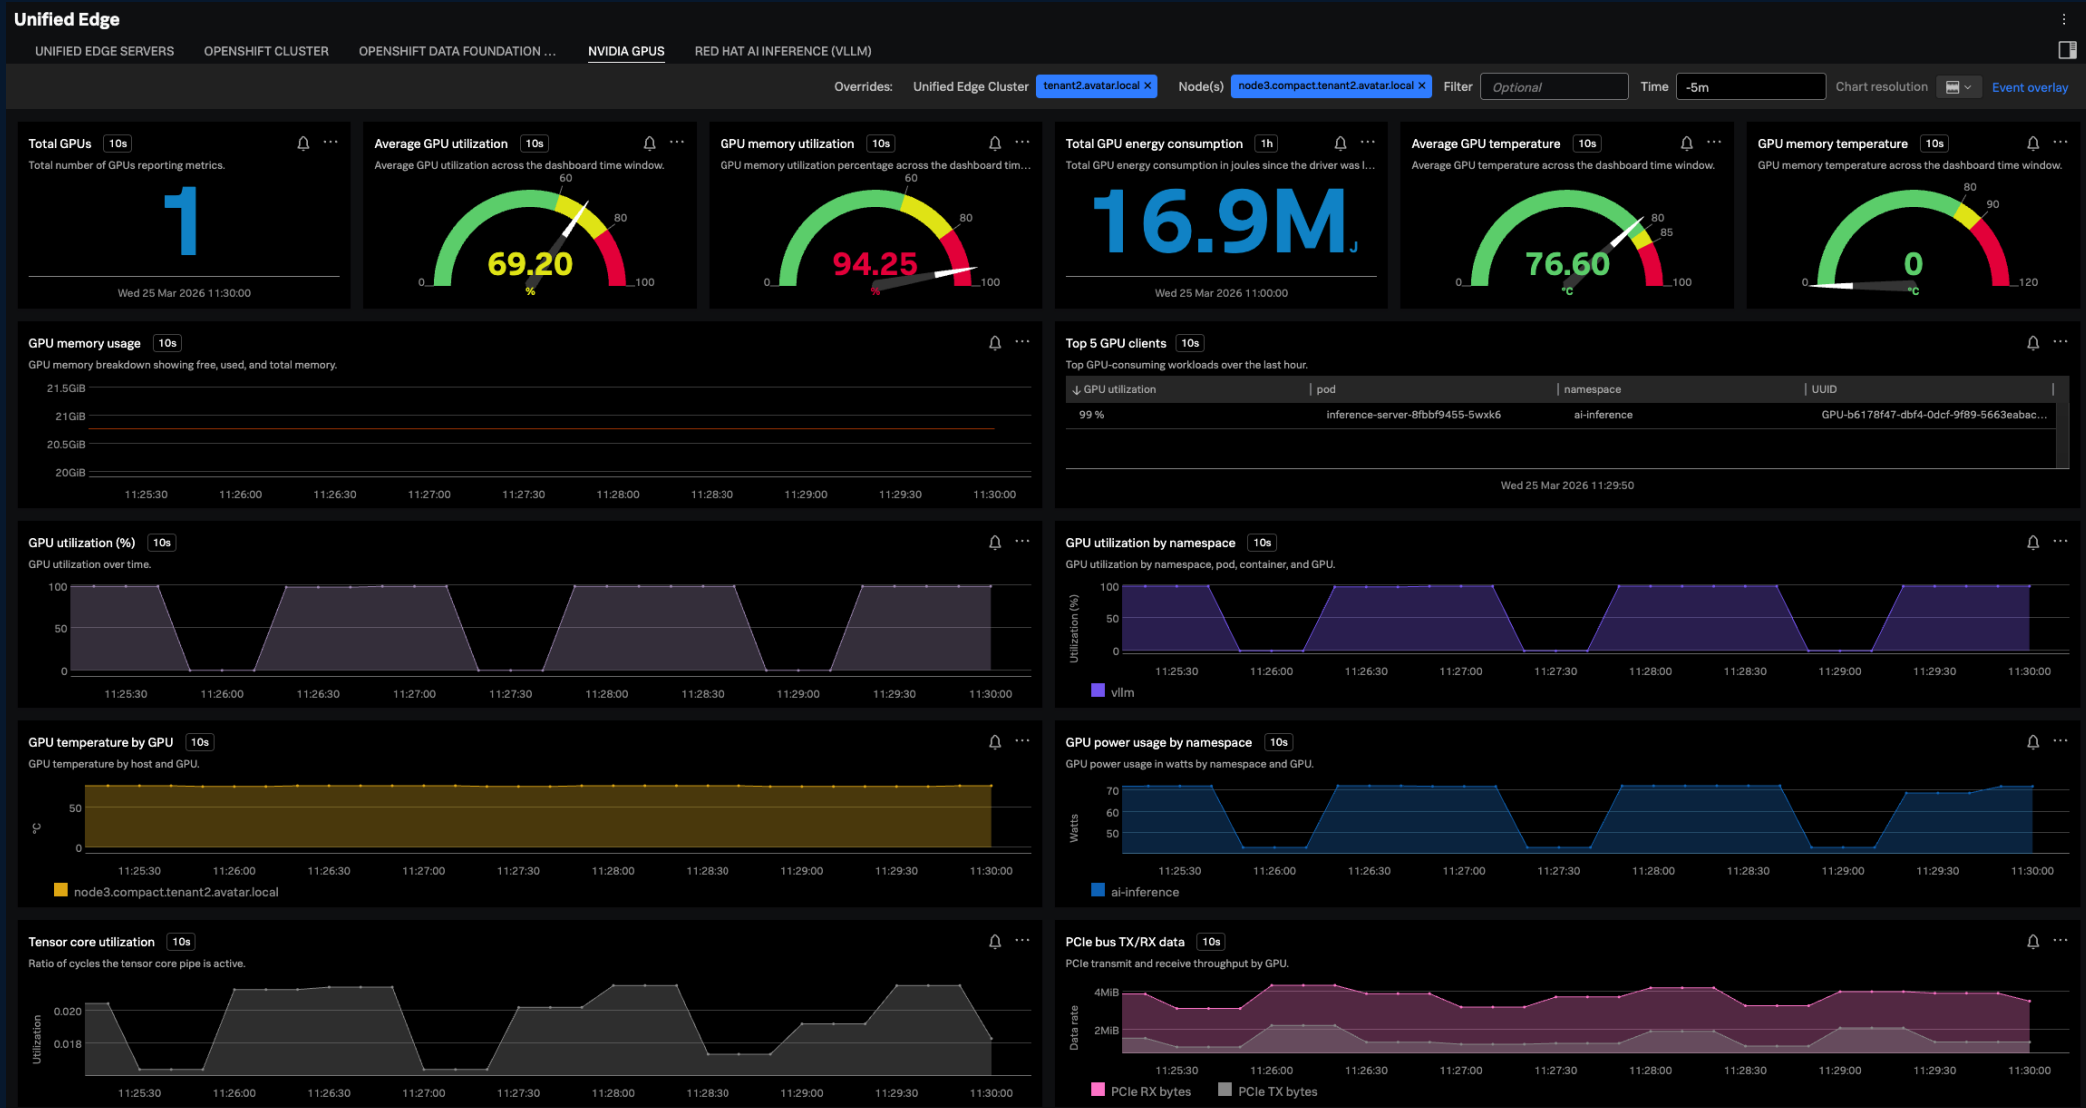 Unified Edge
UNIFIED EDGE SERVERS OPENSHIFT CLUSTER OPENSHIFT DATA FOUNDATION ... NVIDIA GPUS RED HAT AI INFERENCE (VLLM)
Overrides: Unified Edge Cluster tenant2.avatar.local × Node(s) node3.compact.tenant2.avatar.local × Filter Optional Time -5m Chart resolution Event overlay
Total GPUs 10s
Total number of GPUs reporting metrics.
1
Wed 25 Mar 2026 11:30:00
Average GPU utilization 10s
Average GPU utilization across the dashboard time window.
0 60 80 100
69.20
%
GPU memory utilization 10s
GPU memory utilization percentage across the dashboard tim...
0 60 80 100
94.25
%
Total GPU energy consumption 1h
Total GPU energy consumption in joules since the driver was l...
16.9M J
Wed 25 Mar 2026 11:00:00
Average GPU temperature 10s
Average GPU temperature across the dashboard time window.
0 80 85 100
76.60
°C
GPU memory temperature 10s
GPU memory temperature across the dashboard time window.
0 80 90 120
0
°C
GPU memory usage 10s
GPU memory breakdown showing free, used, and total memory.
21.5GiB
21GiB
20.5GiB
20GiB
11:25:30 11:26:00 11:26:30 11:27:00 11:27:30 11:28:00 11:28:30 11:29:00 11:29:30 11:30:00
Top 5 GPU clients 10s
Top GPU-consuming workloads over the last hour.
↓ GPU utilization pod namespace UUID
99 % inference-server-8fbbf9455-5wxk6 ai-inference GPU-b6178f47-dbf4-0dcf-9f89-5663eabac...
Wed 25 Mar 2026 11:29:50
GPU utilization (%) 10s
GPU utilization over time.
100
50
0
11:25:30 11:26:00 11:26:30 11:27:00 11:27:30 11:28:00 11:28:30 11:29:00 11:29:30 11:30:00
GPU utilization by namespace 10s
GPU utilization by namespace, pod, container, and GPU.
Utilization (%)
100
50
0
11:25:30 11:26:00 11:26:30 11:27:00 11:27:30 11:28:00 11:28:30 11:29:00 11:29:30 11:30:00
vllm
GPU temperature by GPU 10s
GPU temperature by host and GPU.
°C
50
0
11:25:30 11:26:00 11:26:30 11:27:00 11:27:30 11:28:00 11:28:30 11:29:00 11:29:30 11:30:00
node3.compact.tenant2.avatar.local
GPU power usage by namespace 10s
GPU power usage in watts by namespace and GPU.
Watts
70
60
50
11:25:30 11:26:00 11:26:30 11:27:00 11:27:30 11:28:00 11:28:30 11:29:00 11:29:30 11:30:00
ai-inference
Tensor core utilization 10s
Ratio of cycles the tensor core pipe is active.
Utilization
0.020
0.018
11:25:30 11:26:00 11:26:30 11:27:00 11:27:30 11:28:00 11:28:30 11:29:00 11:29:30 11:30:00
PCIe bus TX/RX data 10s
PCIe transmit and receive throughput by GPU.
Data rate
4MiB
2MiB
11:25:30 11:26:00 11:26:30 11:27:00 11:27:30 11:28:00 11:28:30 11:29:00 11:29:30 11:30:00
PCIe RX bytes PCIe TX bytes